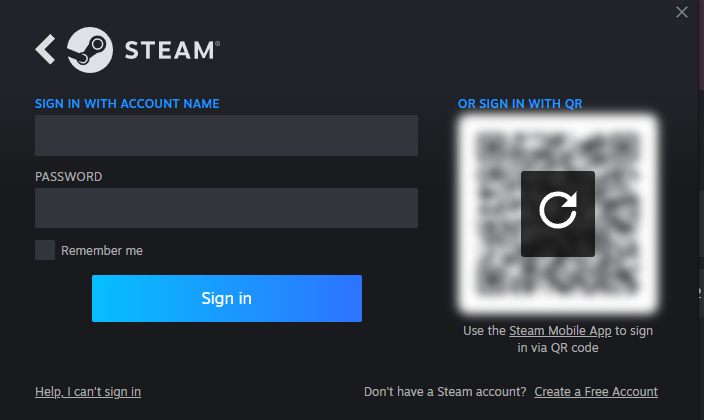 STEAM®
SIGN IN WITH ACCOUNT NAME
OR SIGN IN WITH QR
PASSWORD
Remember me
Sign in
Use the Steam Mobile App to sign
in via QR code
Help, I can't sign in
Don't have a Steam account? Create a Free Account
2